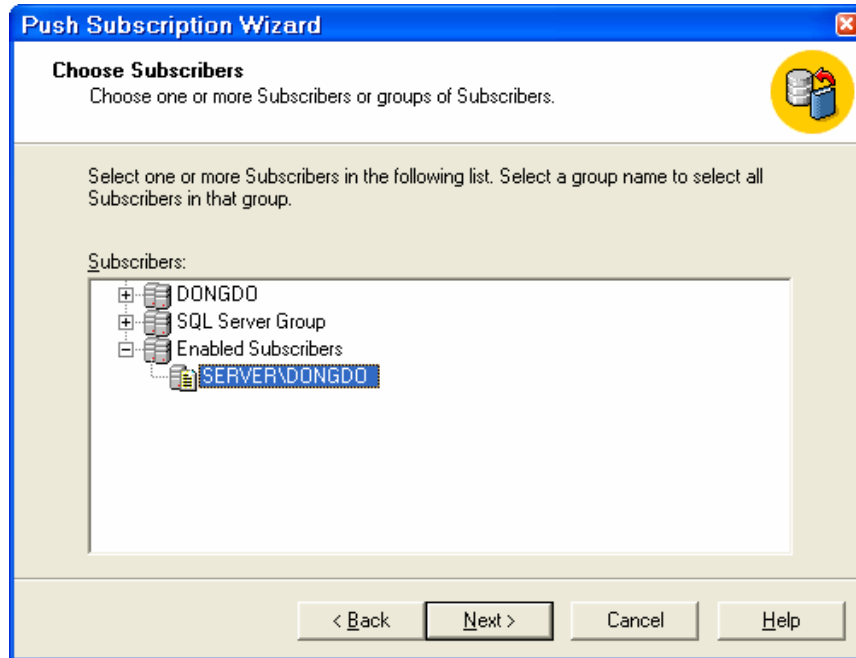 Push Subscription Wizard
Choose Subscribers
Choose one or more Subscribers or groups of Subscribers.
Select one or more Subscribers in the following list. Select a group name to select all
Subscribers in that group.
Subscribers:
DONGDO
SQL Server Group
Enabled Subscribers
SERVER\DONGDO
< Back Next > Cancel Help